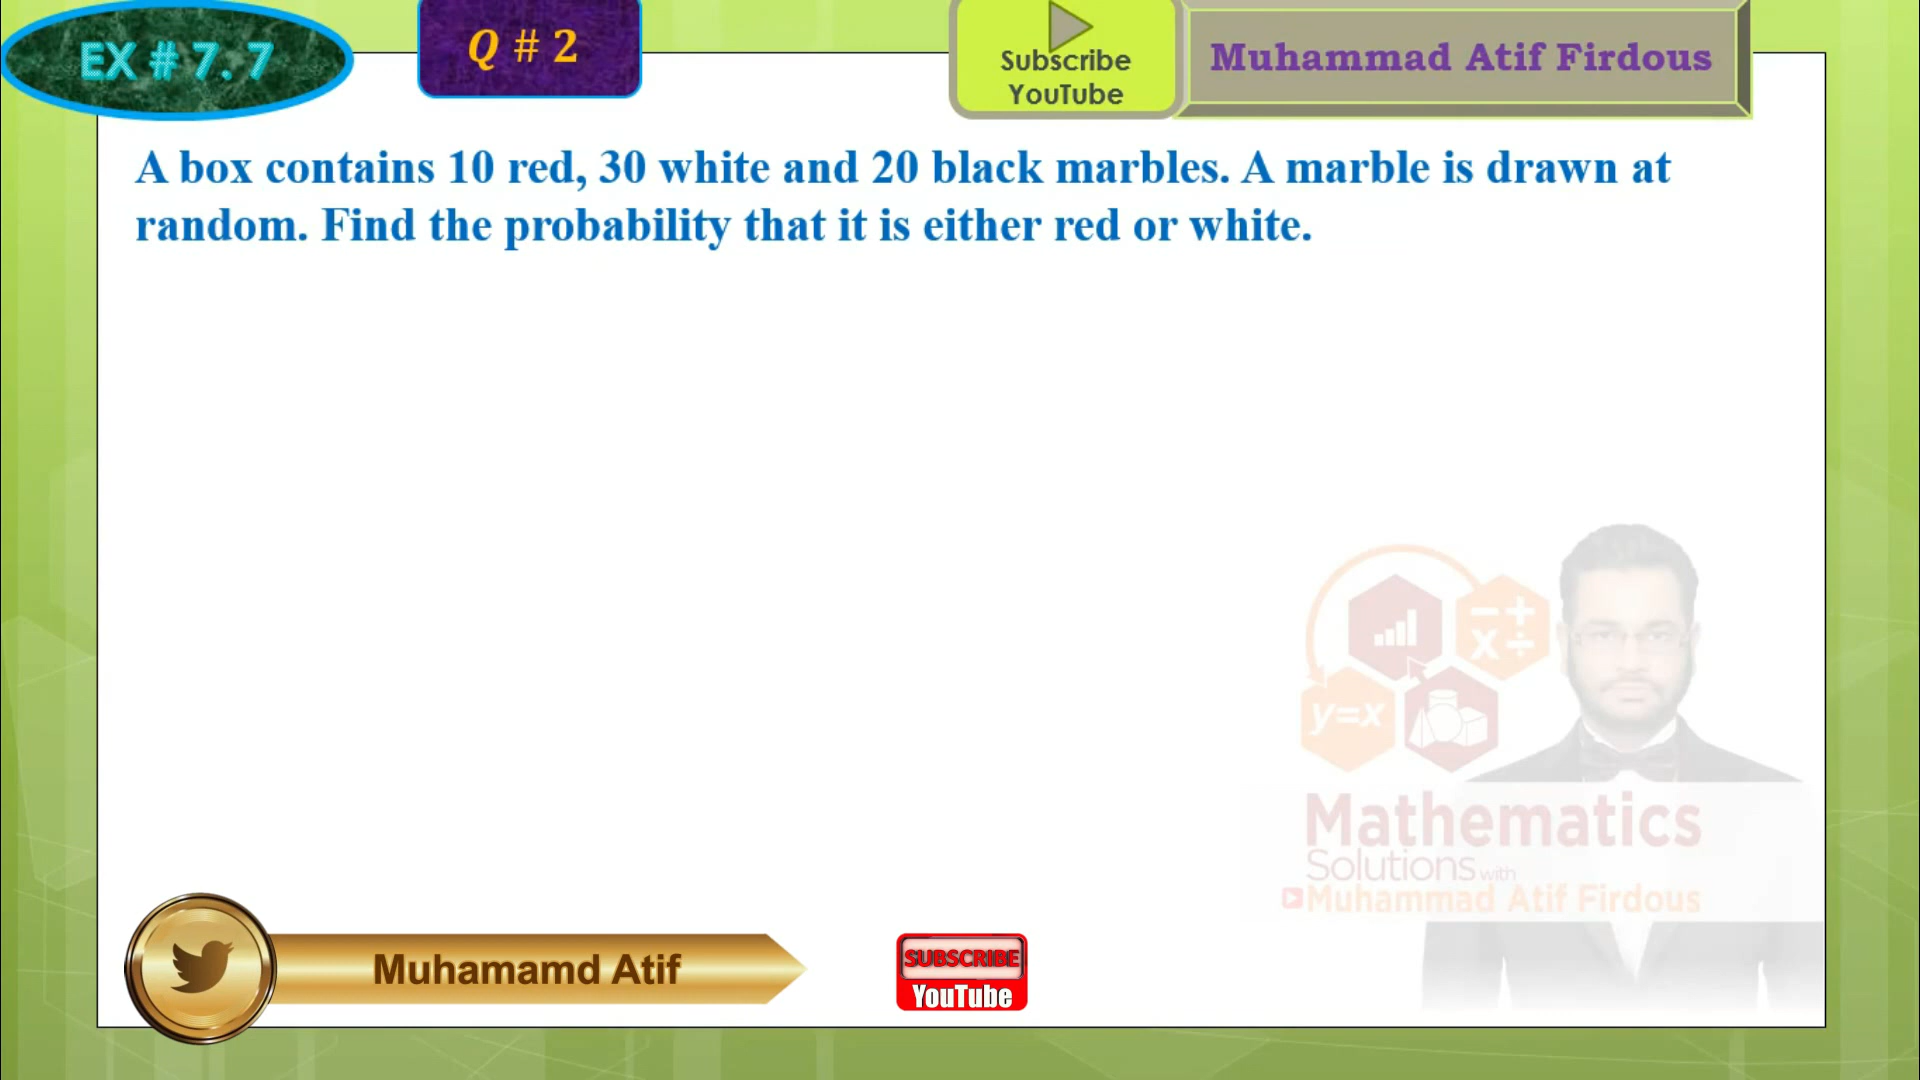 EX # 7. 7
Q # 2
Subscribe
YouTube
Muhammad Atif Firdous
A box contains 10 red, 30 white and 20 black marbles. A marble is drawn at
random. Find the probability that it is either red or white.
y=x
Mathematics
Solutions with
Muhammad Atif Firdous
Muhamamd Atif
SUBSCRIBE
YouTube